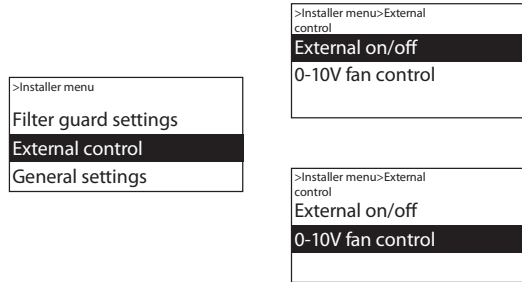 >Installer menu
Filter guard settings
External control
General settings
>Installer menu>External
control
External on/off
0-10V fan control
>Installer menu>External
control
External on/off
0-10V fan control